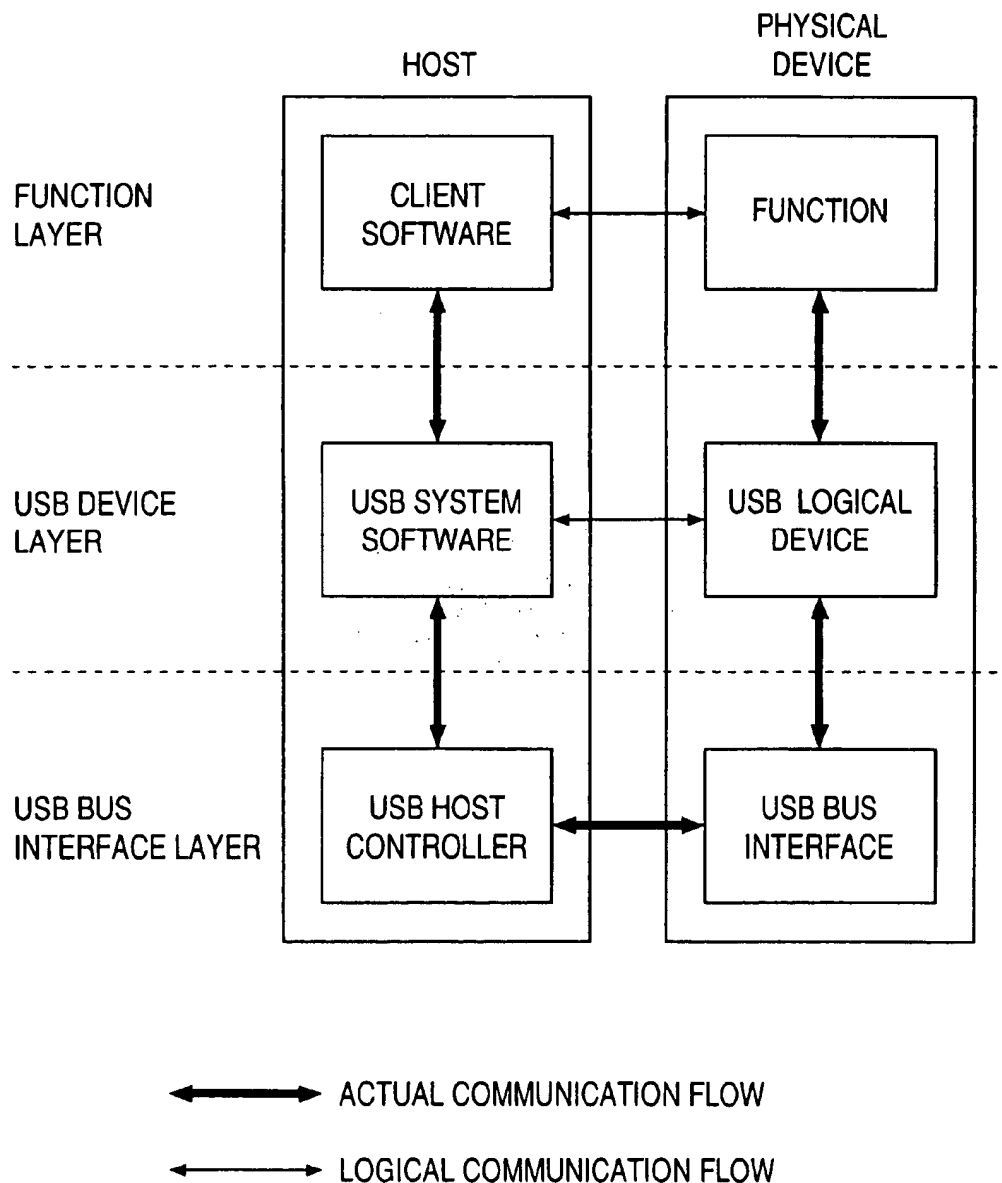 HOST
PHYSICAL
DEVICE
FUNCTION
LAYER
CLIENT
SOFTWARE
FUNCTION
USB DEVICE
LAYER
USB SYSTEM
SOFTWARE
USB LOGICAL
DEVICE
USB BUS
INTERFACE LAYER
USB HOST
CONTROLLER
USB BUS
INTERFACE
ACTUAL COMMUNICATION FLOW
LOGICAL COMMUNICATION FLOW